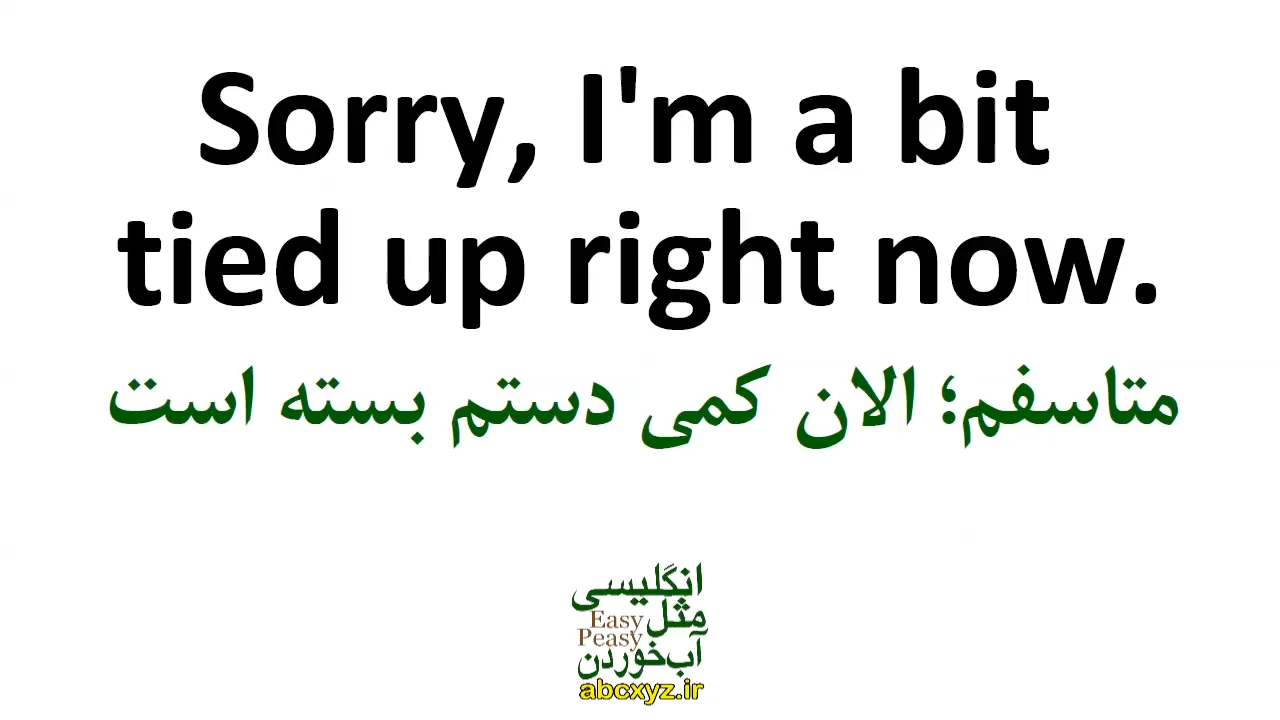 Sorry, I'm a bit
tied up right now.
متاسفم؛ الان کمی دستم بسته است
انگلیسی
مثل Easy
Peasy
آب‌خوردن
abcxyz.ir